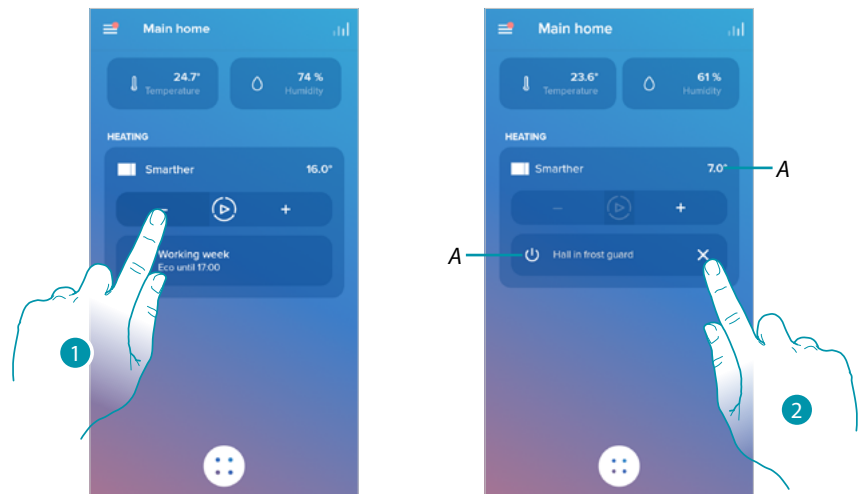 Main home
24.7°
Temperature
74 %
Humidity
HEATING
Smarther
16.0°
–
+
Working week
Eco until 17:00
1
Main home
23.6°
Temperature
61 %
Humidity
HEATING
Smarther
7.0°
A
–
+
A
Hall in frost guard
2